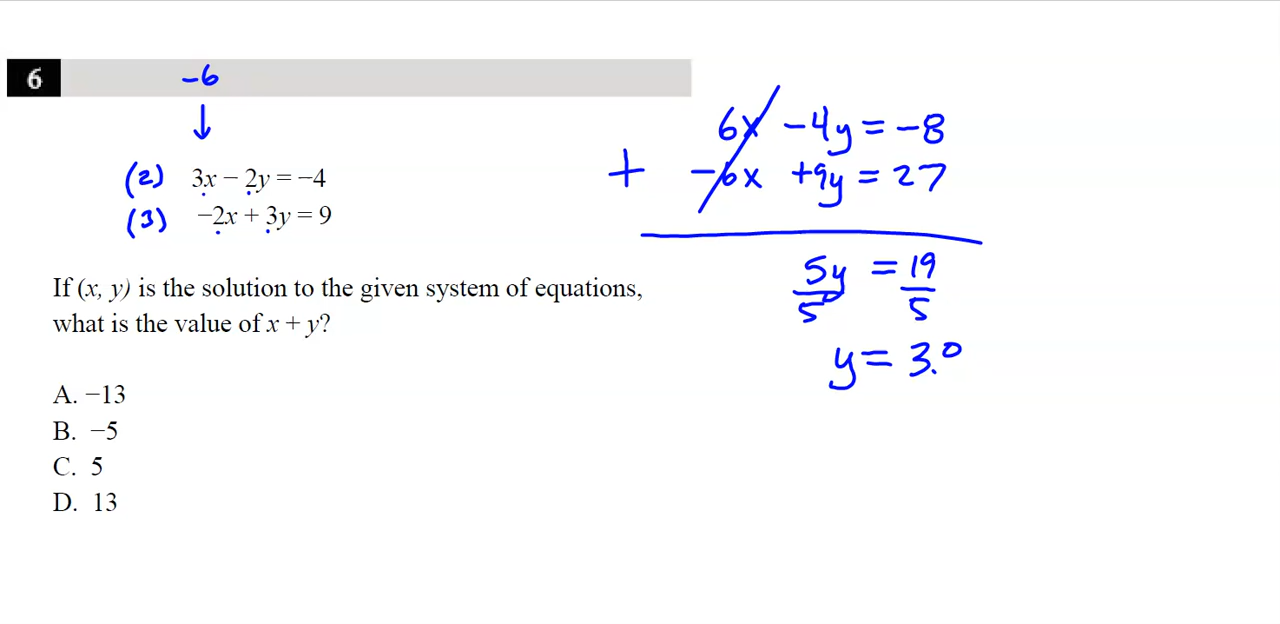 6
-6
↓
(2) 3x − 2y = −4
(3) −2x + 3y = 9
If (x, y) is the solution to the given system of equations,
what is the value of x + y?
A. −13
B. −5
C. 5
D. 13
6x -4y = -8
+ -6x +9y = 27
5y = 19
5 5
y = 3.